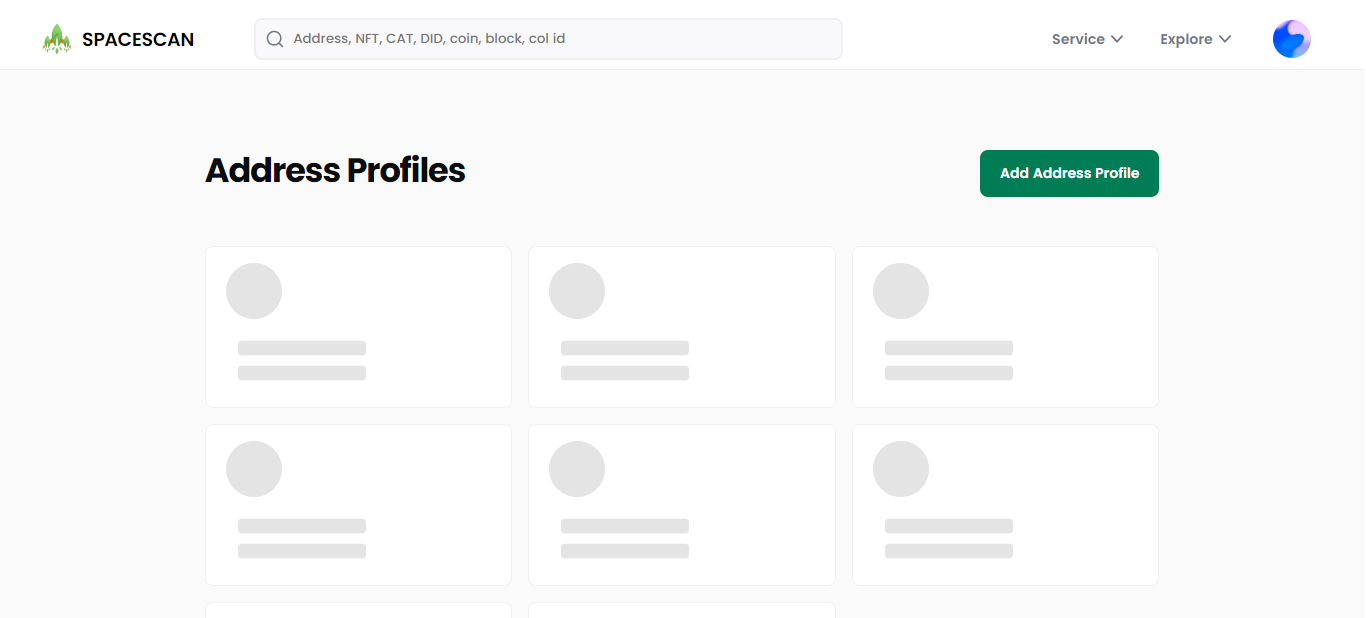 SPACESCAN
Address, NFT, CAT, DID, coin, block, col id
Service
Explore
Address Profiles
Add Address Profile